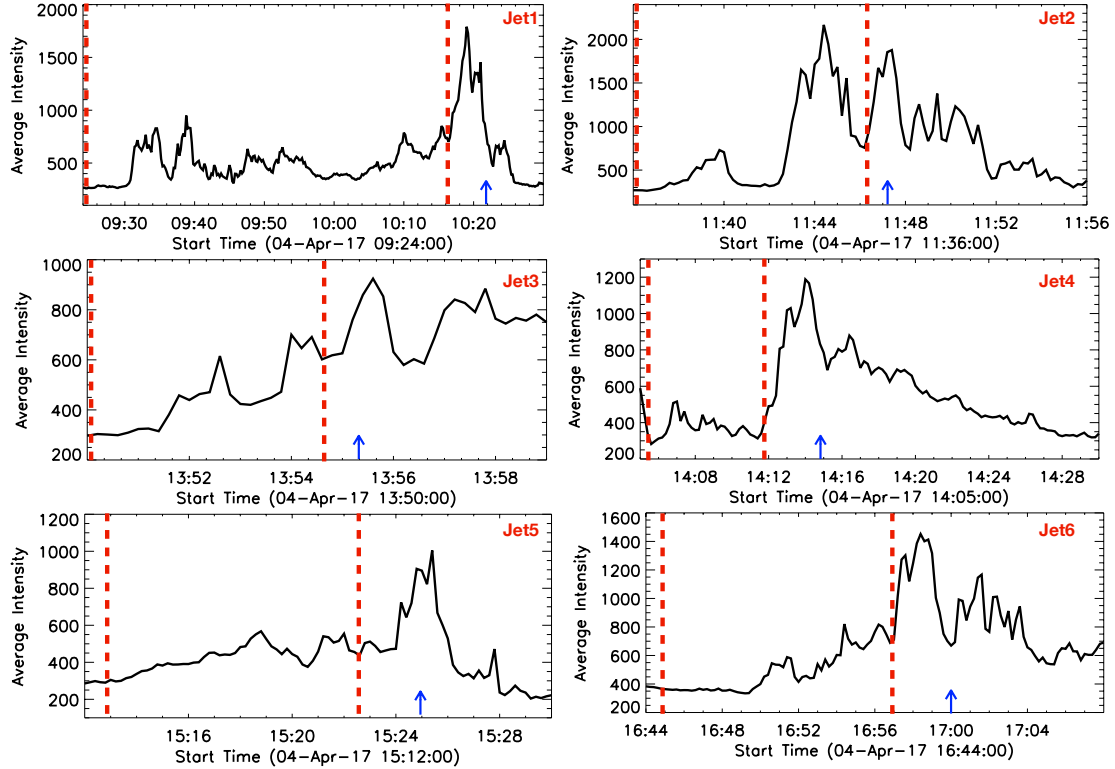 Jet1
Average Intensity
2000
1500
1000
500
09:30 09:40 09:50 10:00 10:10 10:20
Start Time (04-Apr-17 09:24:00)
Jet2
Average Intensity
2000
1500
1000
500
11:40 11:44 11:48 11:52 11:56
Start Time (04-Apr-17 11:36:00)
Jet3
Average Intensity
1000
800
600
400
200
13:52 13:54 13:56 13:58
Start Time (04-Apr-17 13:50:00)
Jet4
Average Intensity
1200
1000
800
600
400
200
14:08 14:12 14:16 14:20 14:24 14:28
Start Time (04-Apr-17 14:05:00)
Jet5
Average Intensity
1200
1000
800
600
400
200
15:16 15:20 15:24 15:28
Start Time (04-Apr-17 15:12:00)
Jet6
Average Intensity
1600
1400
1200
1000
800
600
400
200
16:44 16:48 16:52 16:56 17:00 17:04
Start Time (04-Apr-17 16:44:00)